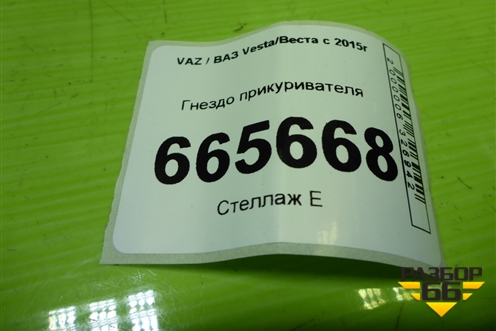 VAZ / ВАЗ Vesta/Веста с 2015г
Гнездо прикуривателя
665668
Стеллаж Е
РАЗБОР
66